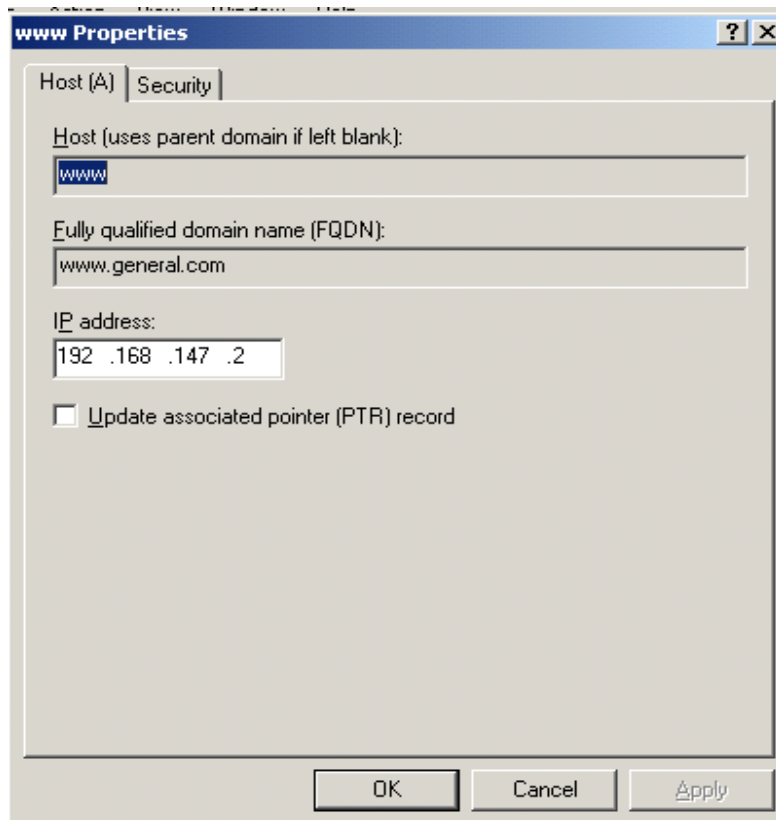 www Properties
Host (A) Security
Host (uses parent domain if left blank):
www
Fully qualified domain name (FQDN):
www.general.com
IP address:
192 .168 .147 .2
Update associated pointer (PTR) record
OK Cancel Apply